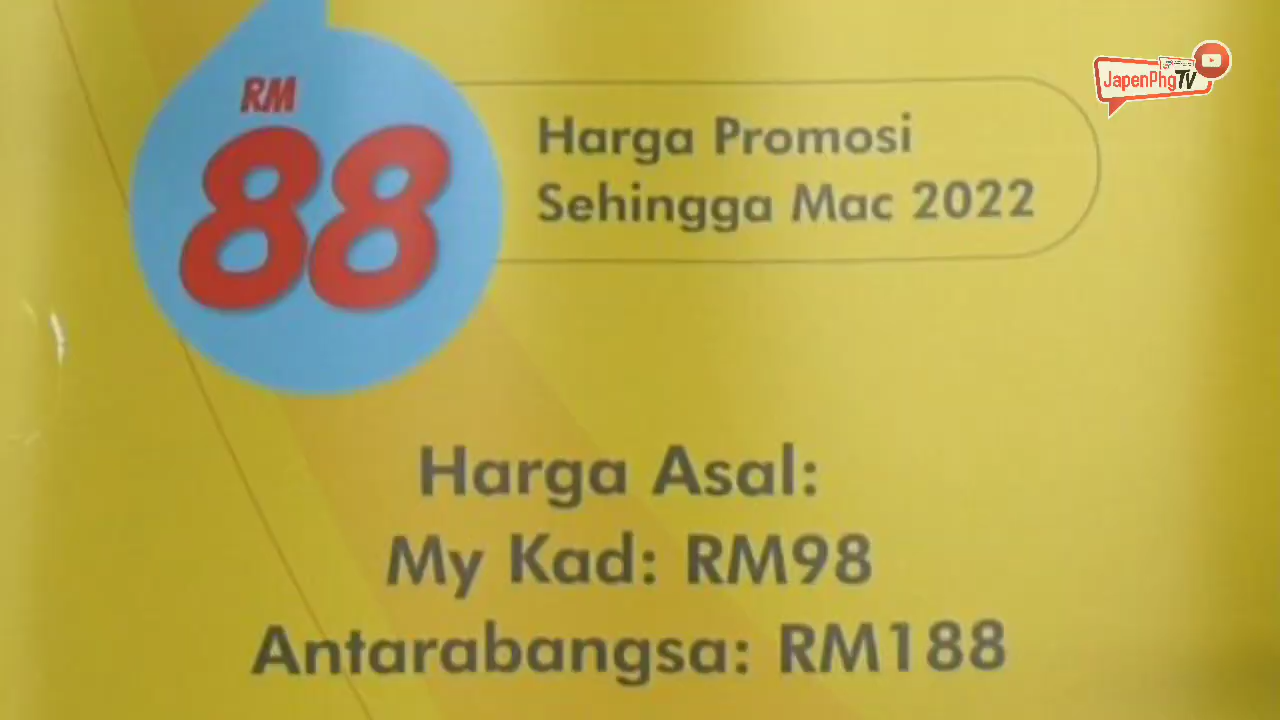 RM
88
Harga Promosi
Sehingga Mac 2022
JapenPhgTV
Harga Asal:
My Kad: RM98
Antarabangsa: RM188